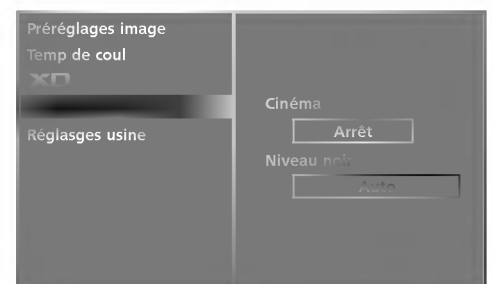 Préréglages image
Temp de coul
XD
Réglasges usine
Cinéma
Arrêt
Niveau noir
Auto